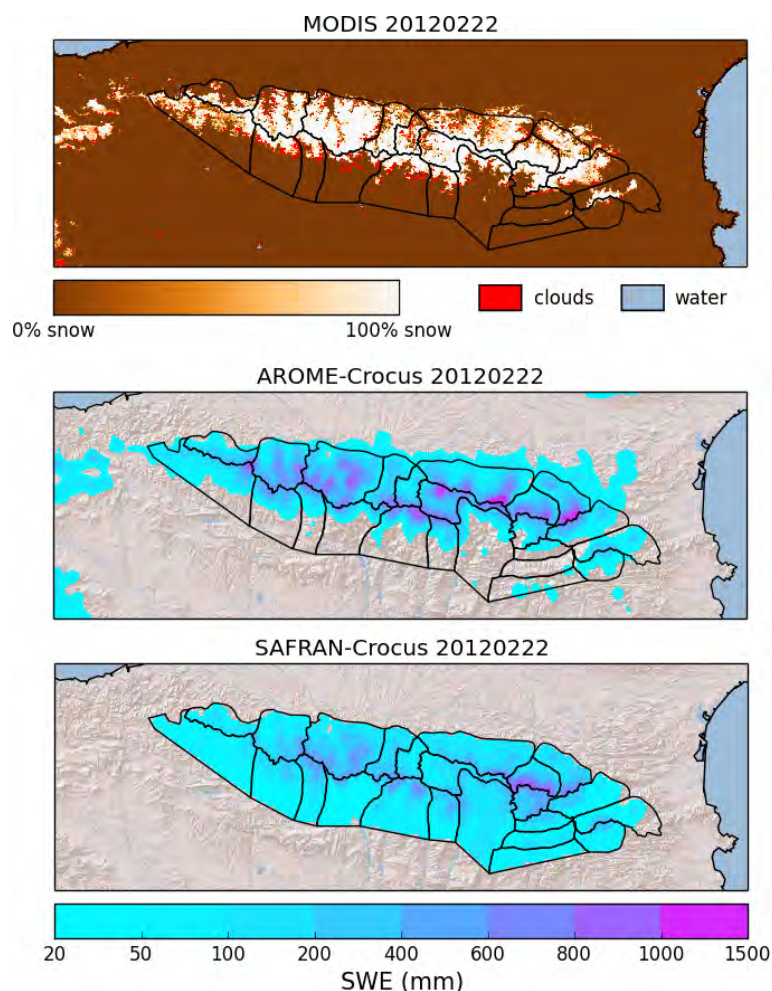 MODIS 20120222
0% snow 100% snow clouds water
AROME-Crocus 20120222
SAFRAN-Crocus 20120222
20 50 100 200 400 600 800 1000 1500
SWE (mm)